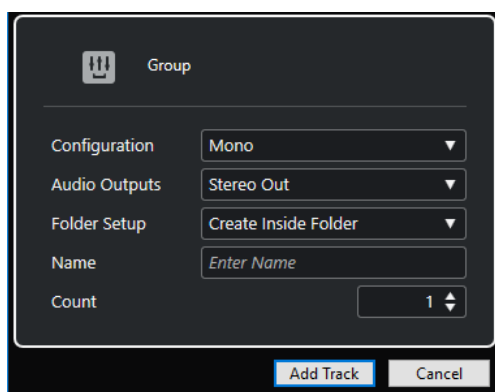 Group
Configuration Mono
Audio Outputs Stereo Out
Folder Setup Create Inside Folder
Name Enter Name
Count 1
Add Track Cancel